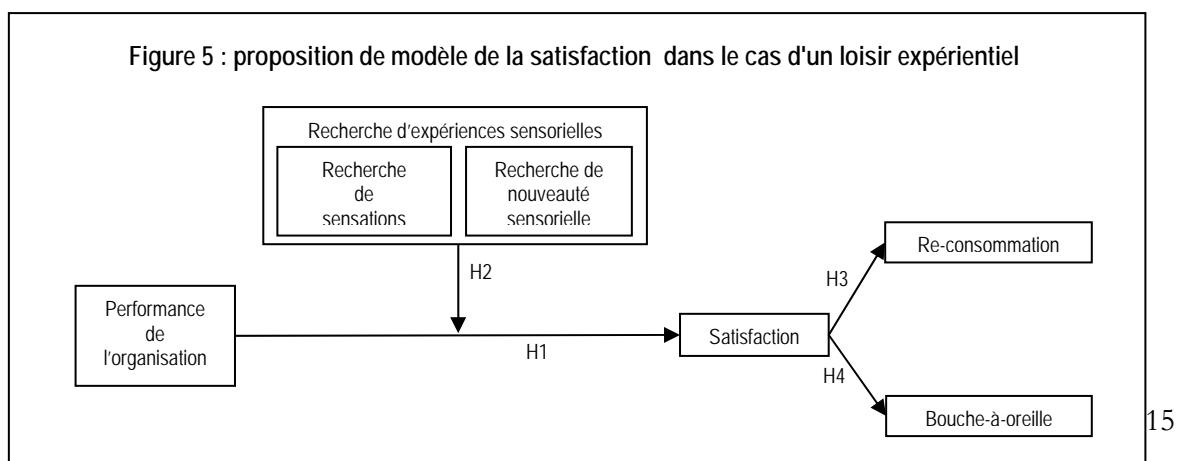 Figure 5 : proposition de modèle de la satisfaction dans le cas d'un loisir expérientiel
Recherche d'expériences sensorielles
Recherche
de
sensations
Recherche de
nouveauté
sensorielle
H2
Performance
de
l'organisation
H1
Satisfaction
H3
Re-consommation
H4
Bouche-à-oreille
15